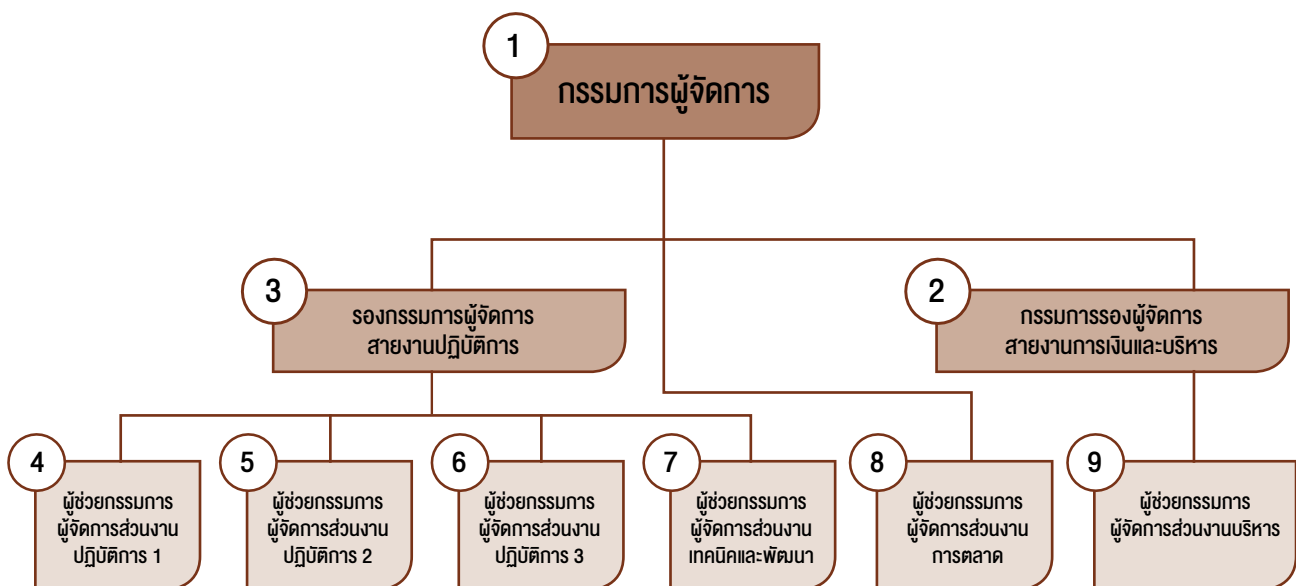 1
กรรมการผู้จัดการ
3
รองกรรมการผู้จัดการ
สายงานปฏิบัติการ
2
กรรมการรองผู้จัดการ
สายงานการเงินและบริหาร
4
ผู้ช่วยกรรมการ
ผู้จัดการส่วนงาน
ปฏิบัติการ 1
5
ผู้ช่วยกรรมการ
ผู้จัดการส่วนงาน
ปฏิบัติการ 2
6
ผู้ช่วยกรรมการ
ผู้จัดการส่วนงาน
ปฏิบัติการ 3
7
ผู้ช่วยกรรมการ
ผู้จัดการส่วนงาน
เทคนิคและพัฒนา
8
ผู้ช่วยกรรมการ
ผู้จัดการส่วนงาน
การตลาด
9
ผู้ช่วยกรรมการ
ผู้จัดการส่วนงานบริหาร